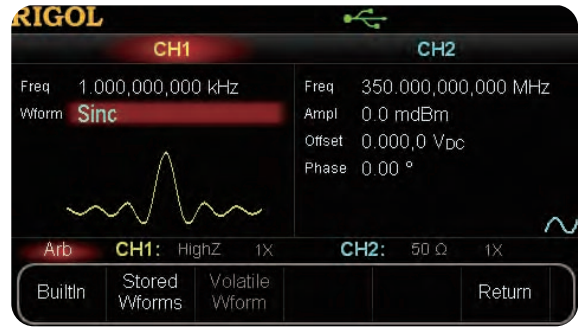 RIGOL
CH1 CH2
Freq 1.000,000,000 kHz
Wform Sinc
Freq 350.000,000,000 MHz
Ampl 0.0 mdBm
Offset 0.000,0 VDC
Phase 0.00 °
Arb CH1: HighZ 1X CH2: 50 Ω 1X
BuiltIn Stored Wforms Volatile Wform Return